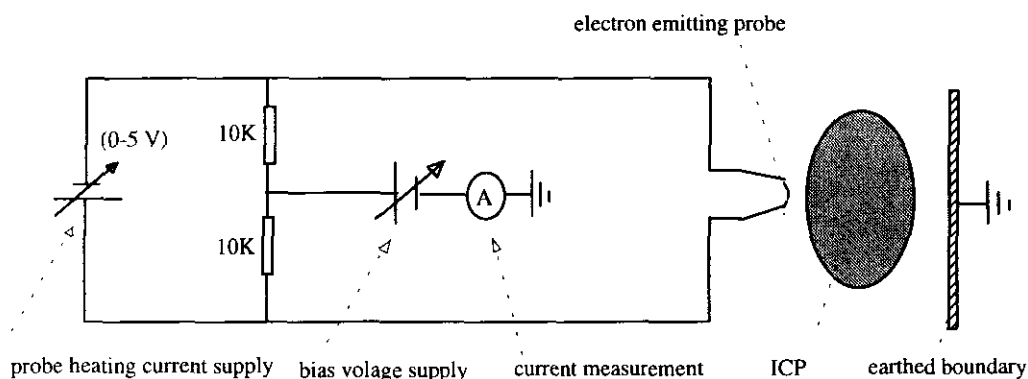 electron emitting probe
(0-5 V)
10K
A
10K
probe heating current supply
bias volage supply
current measurement
ICP
earthed boundary